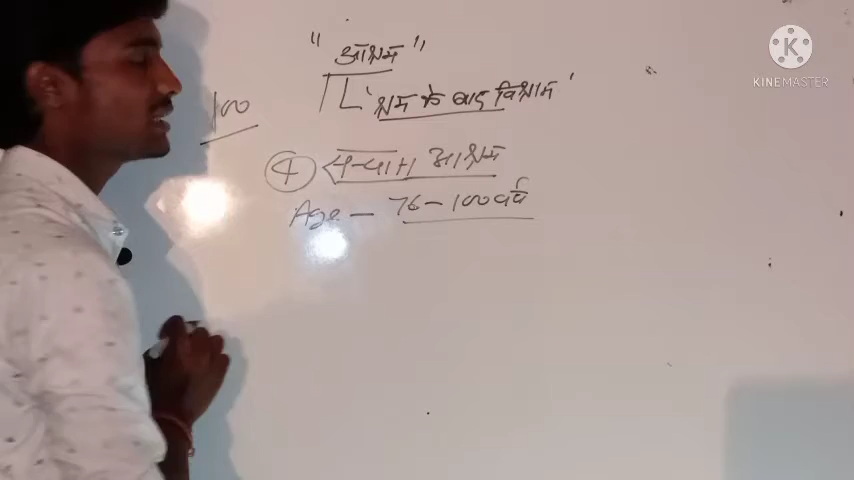 "आश्रम"
'श्रम के बाद विश्राम'
100
④ सन्यास आश्रम
Age – 76 – 100 वर्ष
K
KINEMASTER